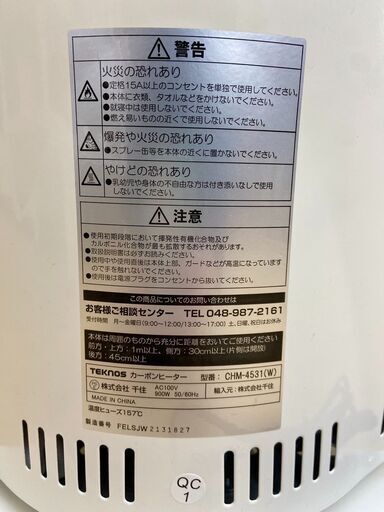 警告
火災の恐れあり
●定格15A以上のコンセントを単独で使用してください。
●本体に衣類、タオルなどをかけないでください。
●就寝中は使用しないでください。
●燃え易いものの近くで使用しないでください。
爆発や火災の恐れあり
●スプレー缶等を本体の近くに置かないでください。
やけどの恐れあり
●乳幼児や身体の不自由な方は付き添いなしで使用
しないでください。
注意
●使用初期段階において揮発性有機化合物及び
カルボニル化合物が最も拡散するおそれがあります。
●取扱説明書を必ずお読みください。
●使用中や使用直後は本体上部、ガードなどが高温になっています
ので手を触れないでください。
●使用後は電源プラグをコンセントから抜いてください。
この商品についてのお問い合わせは
お客様ご相談センター TEL 048-987-2161
受付時間 月～金曜日(9:00～12:00/13:00～17:00) 土、日曜、祝日はお休み
本体は周囲のものから充分に距離をおいてご使用ください。
前方・上方：1m以上、側方：30cm以上(片側は開放)
後方：45cm以上
TEKNOS カーボンヒーター 型番： CHM-4531(W)
株式会社 千住 AC100V 900W 50/60Hz 輸入元：株式会社 千住
MADE IN CHINA
温度ヒューズ157℃
製造番号 FELSJW2131827
QC
1